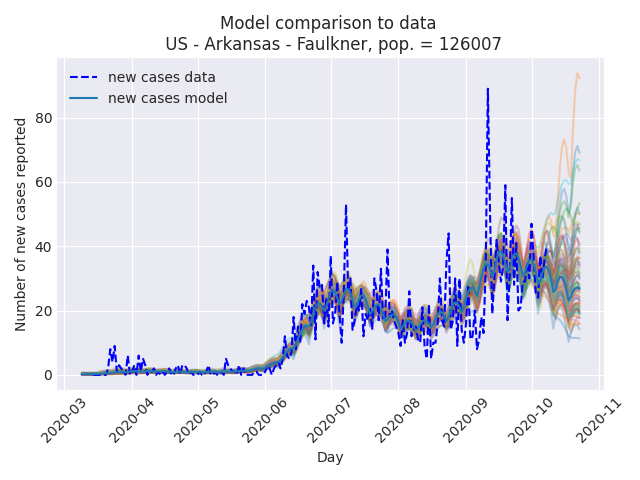 Model comparison to data
US - Arkansas - Faulkner, pop. = 126007
new cases data
new cases model
Number of new cases reported
80
60
40
20
0
2020-03
2020-04
2020-05
2020-06
2020-07
2020-08
2020-09
2020-10
2020-11
Day